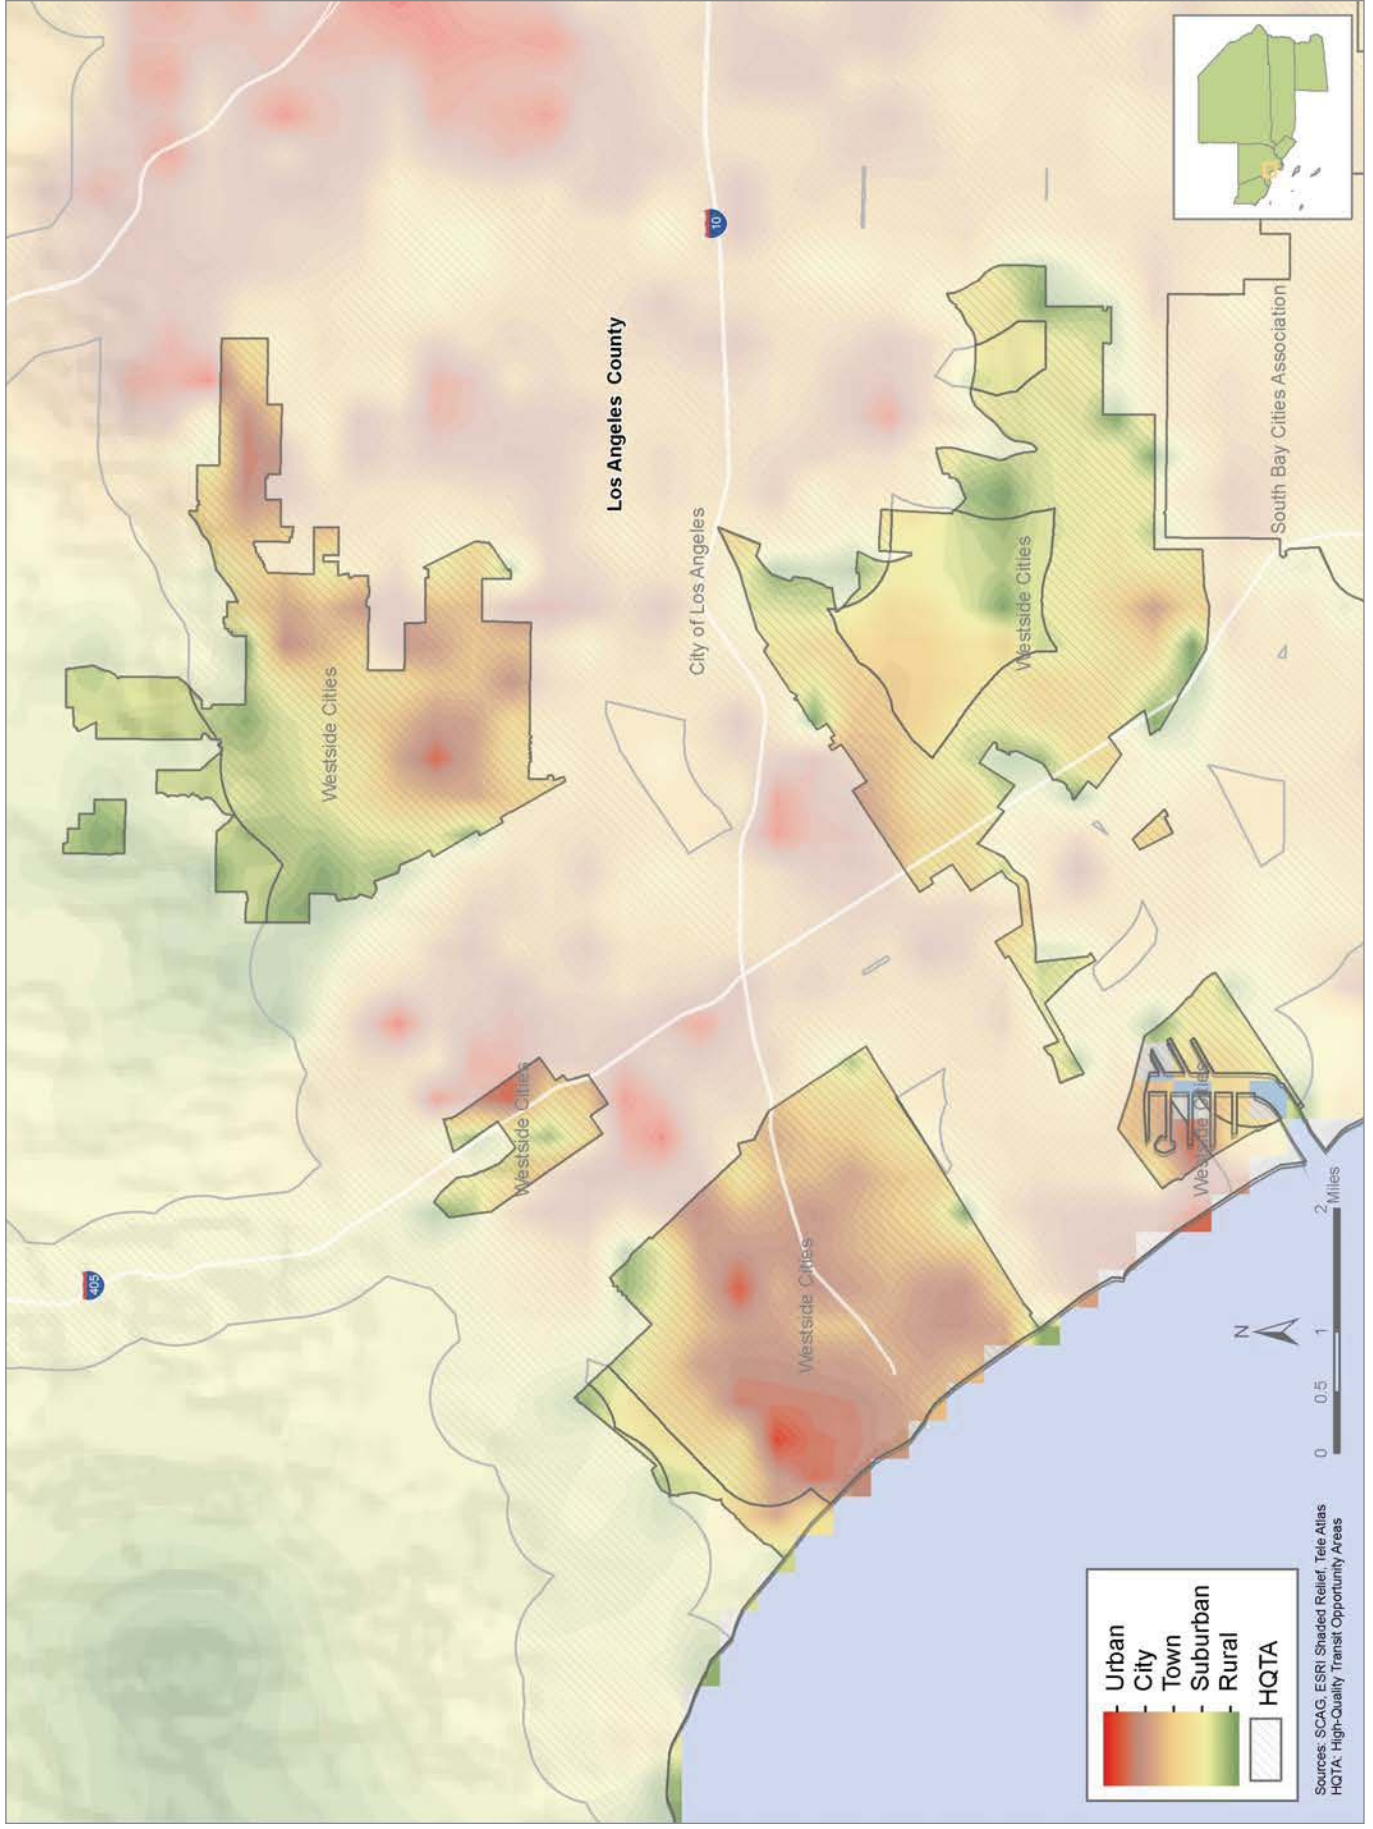 405
10
Westside Cities
Westside Cities
Westside Cities
Westside Cities
Westside Cities
Los Angeles County
City of Los Angeles
South Bay Cities Association
Urban
City
Town
Suburban
Rural
HQTA
N
0 0.5 1 2
Miles
Sources: SCAG, ESRI Shaded Relief, Tele Atlas
HQTA: High-Quality Transit Opportunity Areas